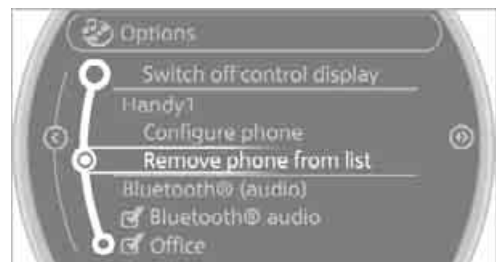 Options
Switch off control display
Handy1
Configure phone
Remove phone from list
Bluetooth® (audio)
Bluetooth® audio
Office